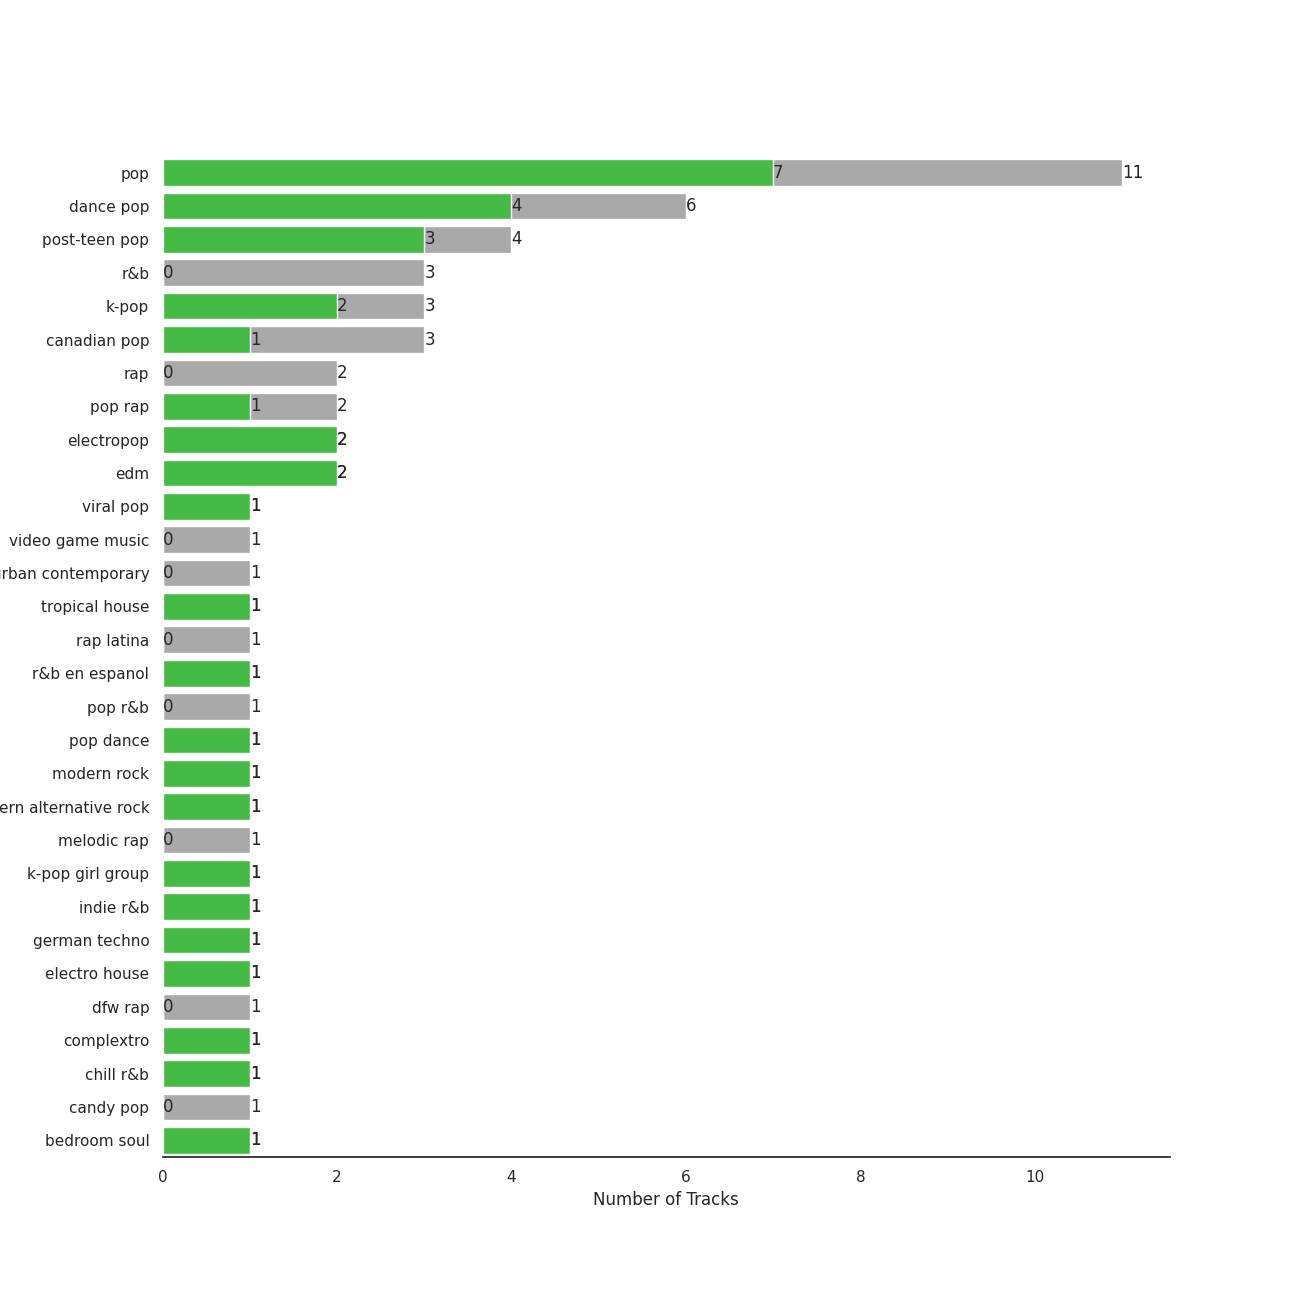 pop 7 11
dance pop 4 6
post-teen pop 3 4
r&b 0 3
k-pop 2 3
canadian pop 1 3
rap 0 2
pop rap 1 2
electropop 2
edm 2
viral pop 1
video game music 0 1
rban contemporary 0 1
tropical house 1
rap latina 0 1
r&b en espanol 1
pop r&b 0 1
pop dance 1
modern rock 1
ern alternative rock 1
melodic rap 0 1
k-pop girl group 1
indie r&b 1
german techno 1
electro house 1
dfw rap 0 1
complextro 1
chill r&b 1
candy pop 0 1
bedroom soul 1
0 2 4 6 8 10
Number of Tracks